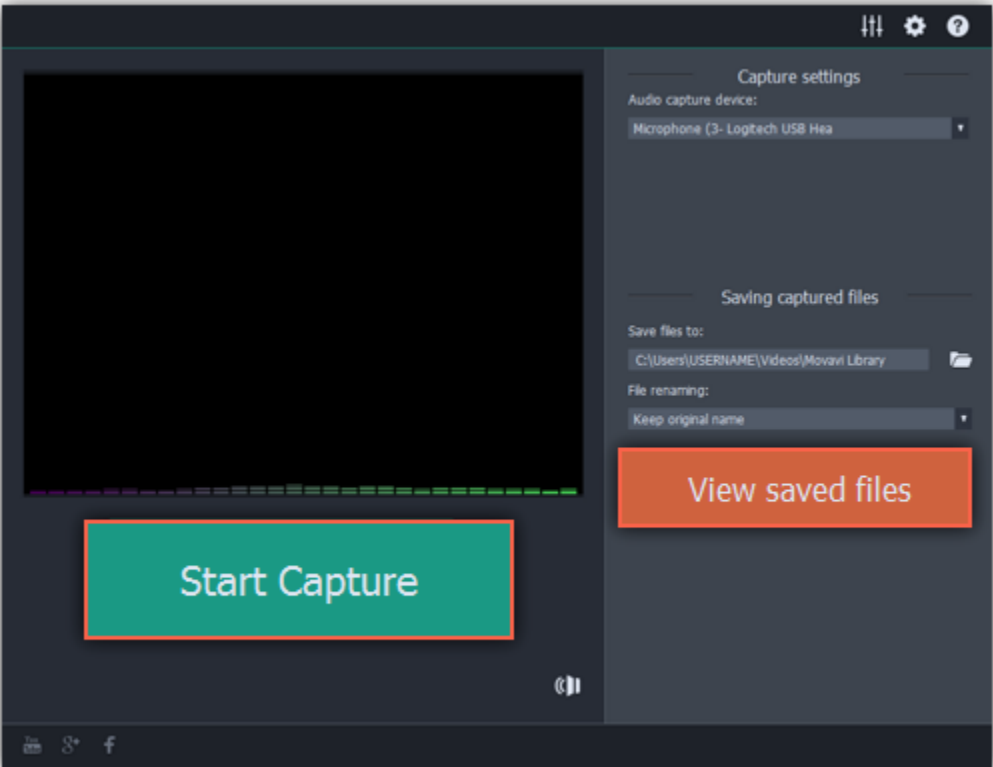 Capture settings
Audio capture device:
Microphone (3- Logitech USB Hea
Saving captured files
Save files to:
C:\Users\USERNAME\Videos\Movavi Library
File renaming:
Keep original name
View saved files
Start Capture